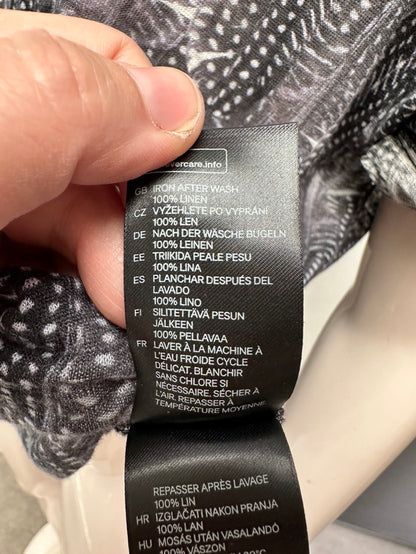 vercare.info
GB IRON AFTER WASH
100% LINEN
CZ VYŽEHLETE PO VYPRÁNÍ
100% LEN
DE NACH DER WÄSCHE BÜGELN
100% LEINEN
EE TRIIKIDA PEALE PESU
100% LINA
ES PLANCHAR DESPUÉS DEL
LAVADO
100% LINO
FI SILITETTÄVÄ PESUN
JÄLKEEN
100% PELLAVAA
FR LAVER À LA MACHINE À
L'EAU FROIDE CYCLE
DÉLICAT. BLANCHIR
SANS CHLORE SI
NÉCESSAIRE. SÉCHER À
L'AIR. REPASSER À
TEMPÉRATURE MOYENNE
REPASSER APRÈS LAVAGE
100% LIN
HR IZGLAČATI NAKON PRANJA
100% LAN
HU MOSÁS UTÁN VASALANDÓ
100% VÁSZON